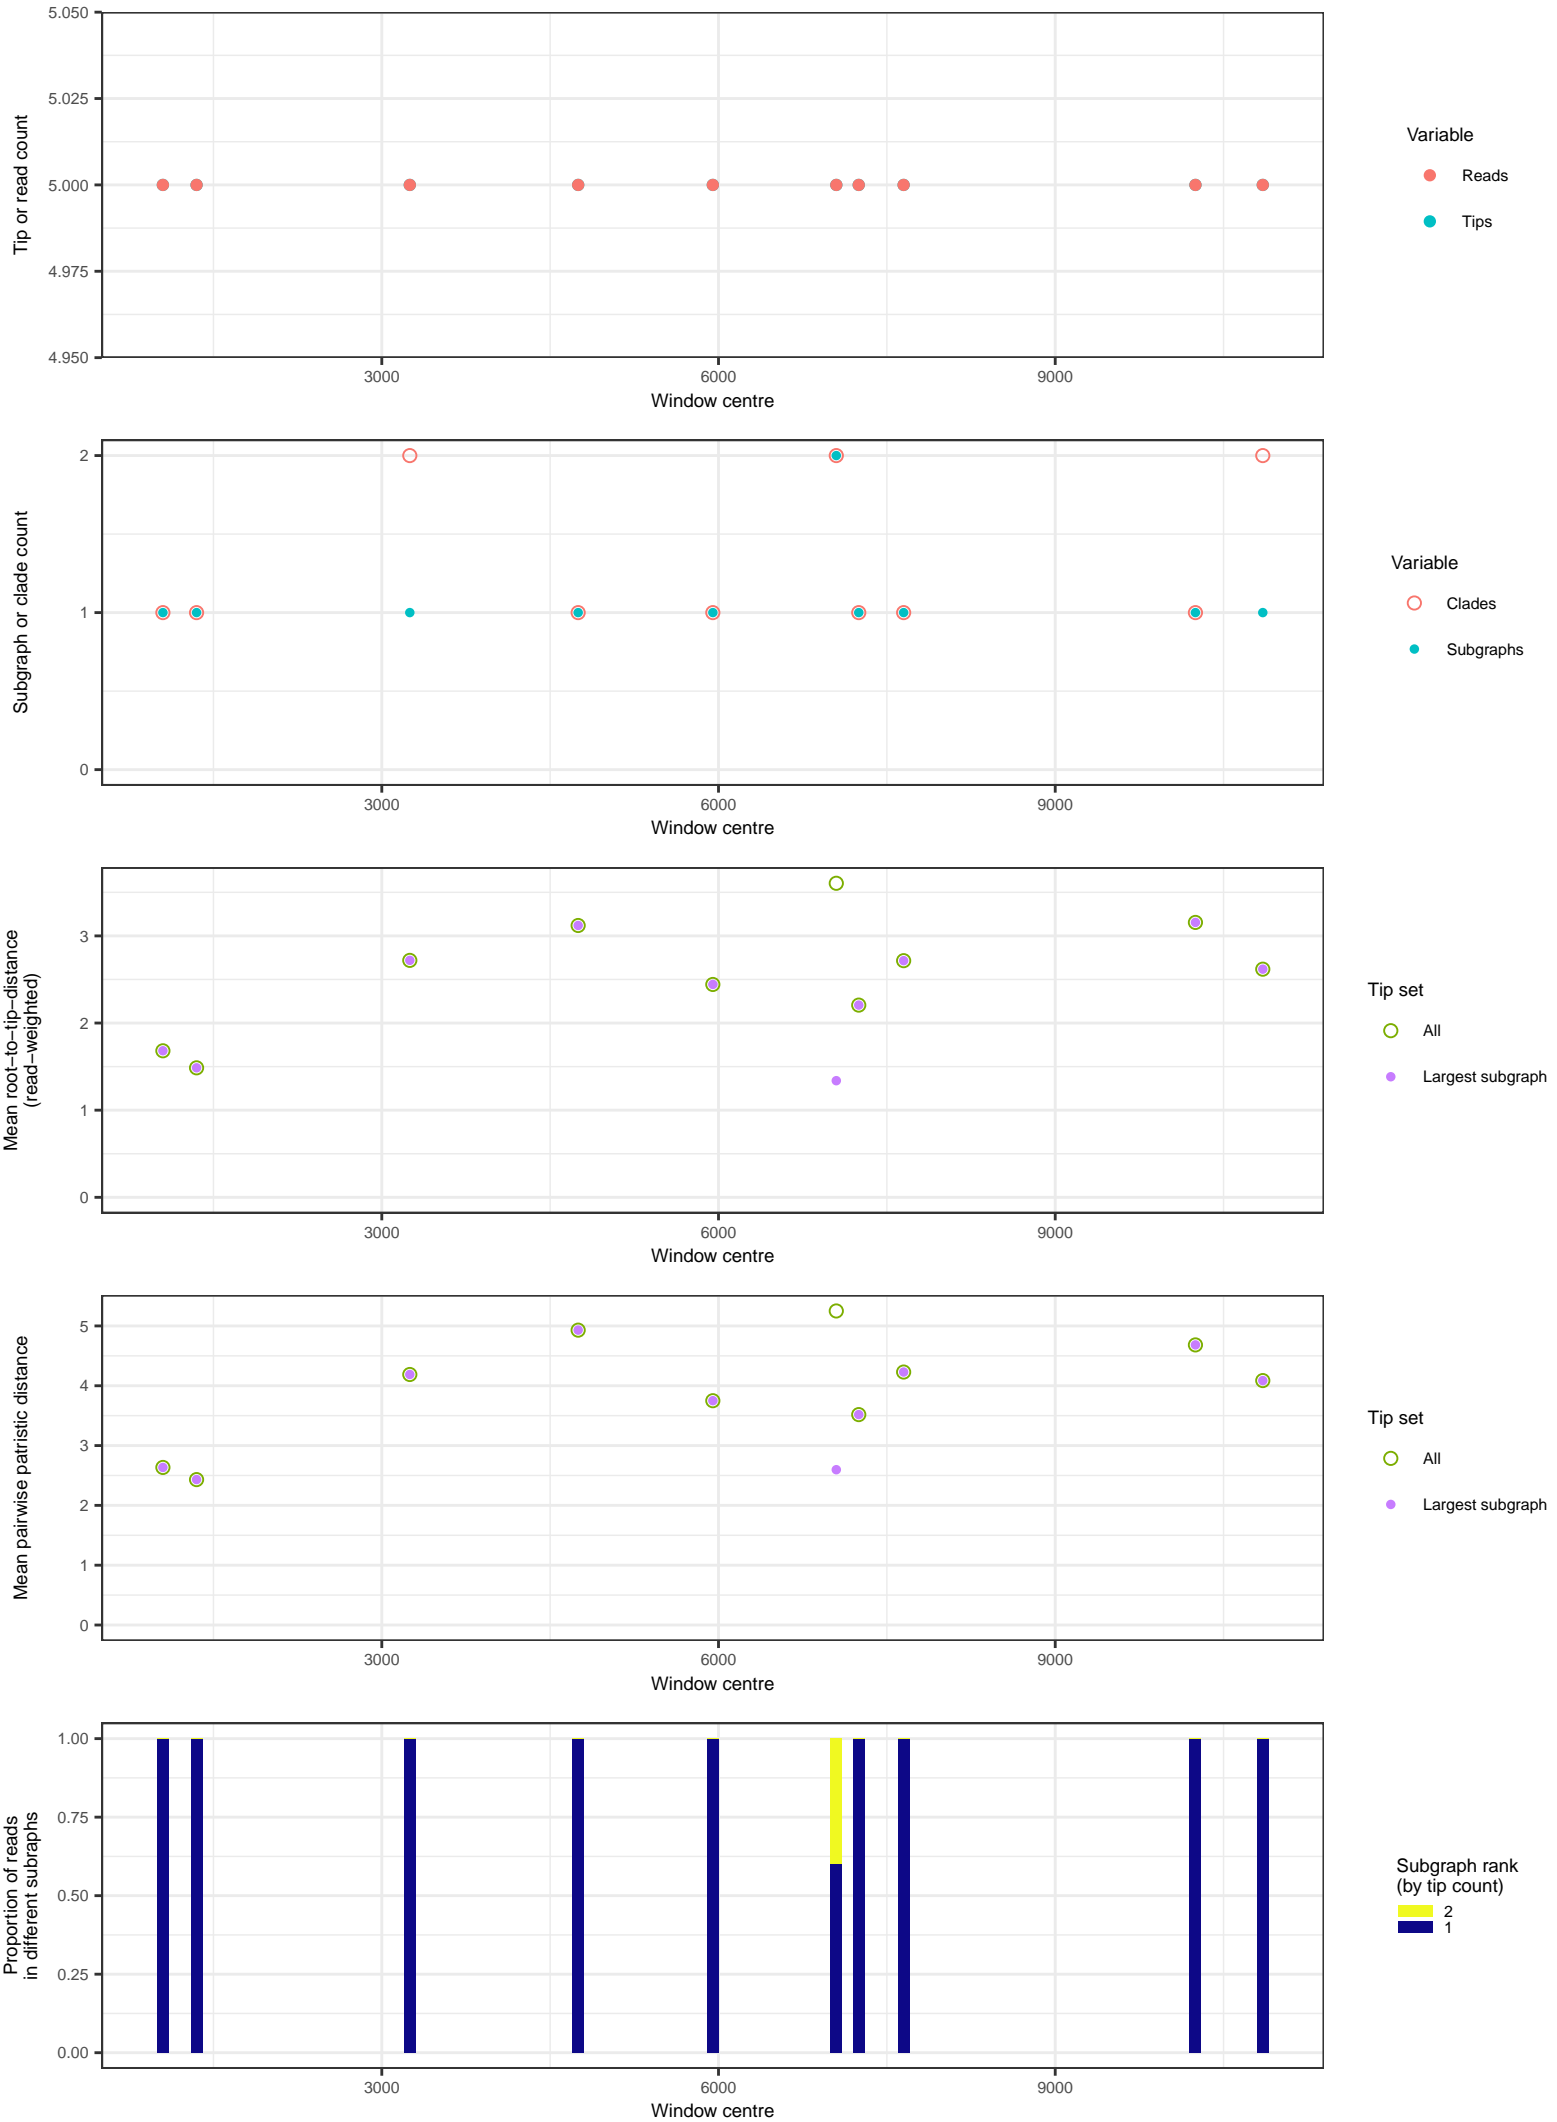 5.050
5.025
5.000
4.975
4.950
Tip or read count
3000 6000 9000
Window centre
Variable
Reads
Tips
2
1
0
Subgraph or clade count
3000 6000 9000
Window centre
Variable
Clades
Subgraphs
3
2
1
0
Mean root−to−tip−distance
(read−weighted)
3000 6000 9000
Window centre
Tip set
All
Largest subgraph
5
4
3
2
1
0
Mean pairwise patristic distance
3000 6000 9000
Window centre
Tip set
All
Largest subgraph
1.00
0.75
0.50
0.25
0.00
Proportion of reads
in different subraphs
3000 6000 9000
Window centre
Subgraph rank
(by tip count)
2
1